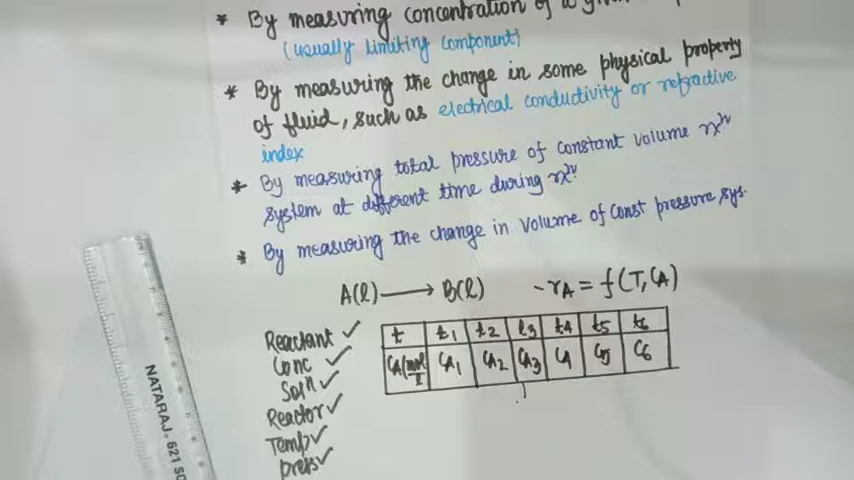 * By measuring concentration of
(usually limiting component)
* By measuring the change in some physical property
of fluid, such as electrical conductivity or refractive
index
* By measuring total pressure of constant volume rxⁿ
system at different time during rxⁿ.
* By measuring the change in volume of const pressure sys.
A(l) ⟶ B(l) -rA = f(T, CA)
Reactant ✓
Conc ✓
Solⁿ ✓
Reactor ✓
Temp ✓
press ✓
t t1 t2 t3 t4 t5 t6
CA(mol/l) CA1 CA2 CA3 C4 C5 C6
NATARAJ. 621